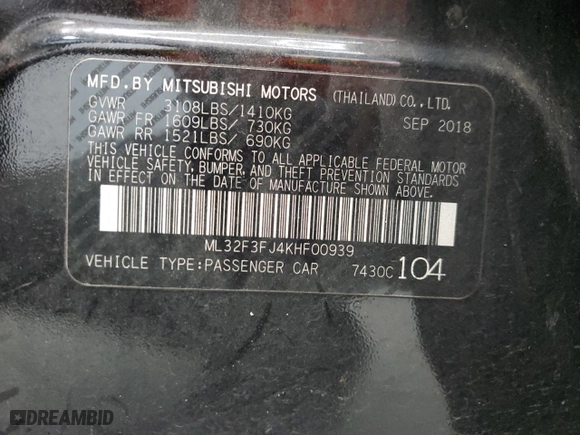 MFD.BY MITSUBISHI MOTORS (THAILAND)CO.,LTD.
GVWR 3108LBS/1410KG
SEP 2018
GAWR FR 1609LBS/ 730KG
GAWR RR 1521LBS/ 690KG
THIS VEHICLE CONFORMS TO ALL APPLICABLE FEDERAL MOTOR
VEHICLE SAFETY, BUMPER, AND THEFT PREVENTION STANDARDS
IN EFFECT ON THE DATE OF MANUFACTURE SHOWN ABOVE.
ML32F3FJ4KHF00939
VEHICLE TYPE:PASSENGER CAR 7430C 104
DREAMBID